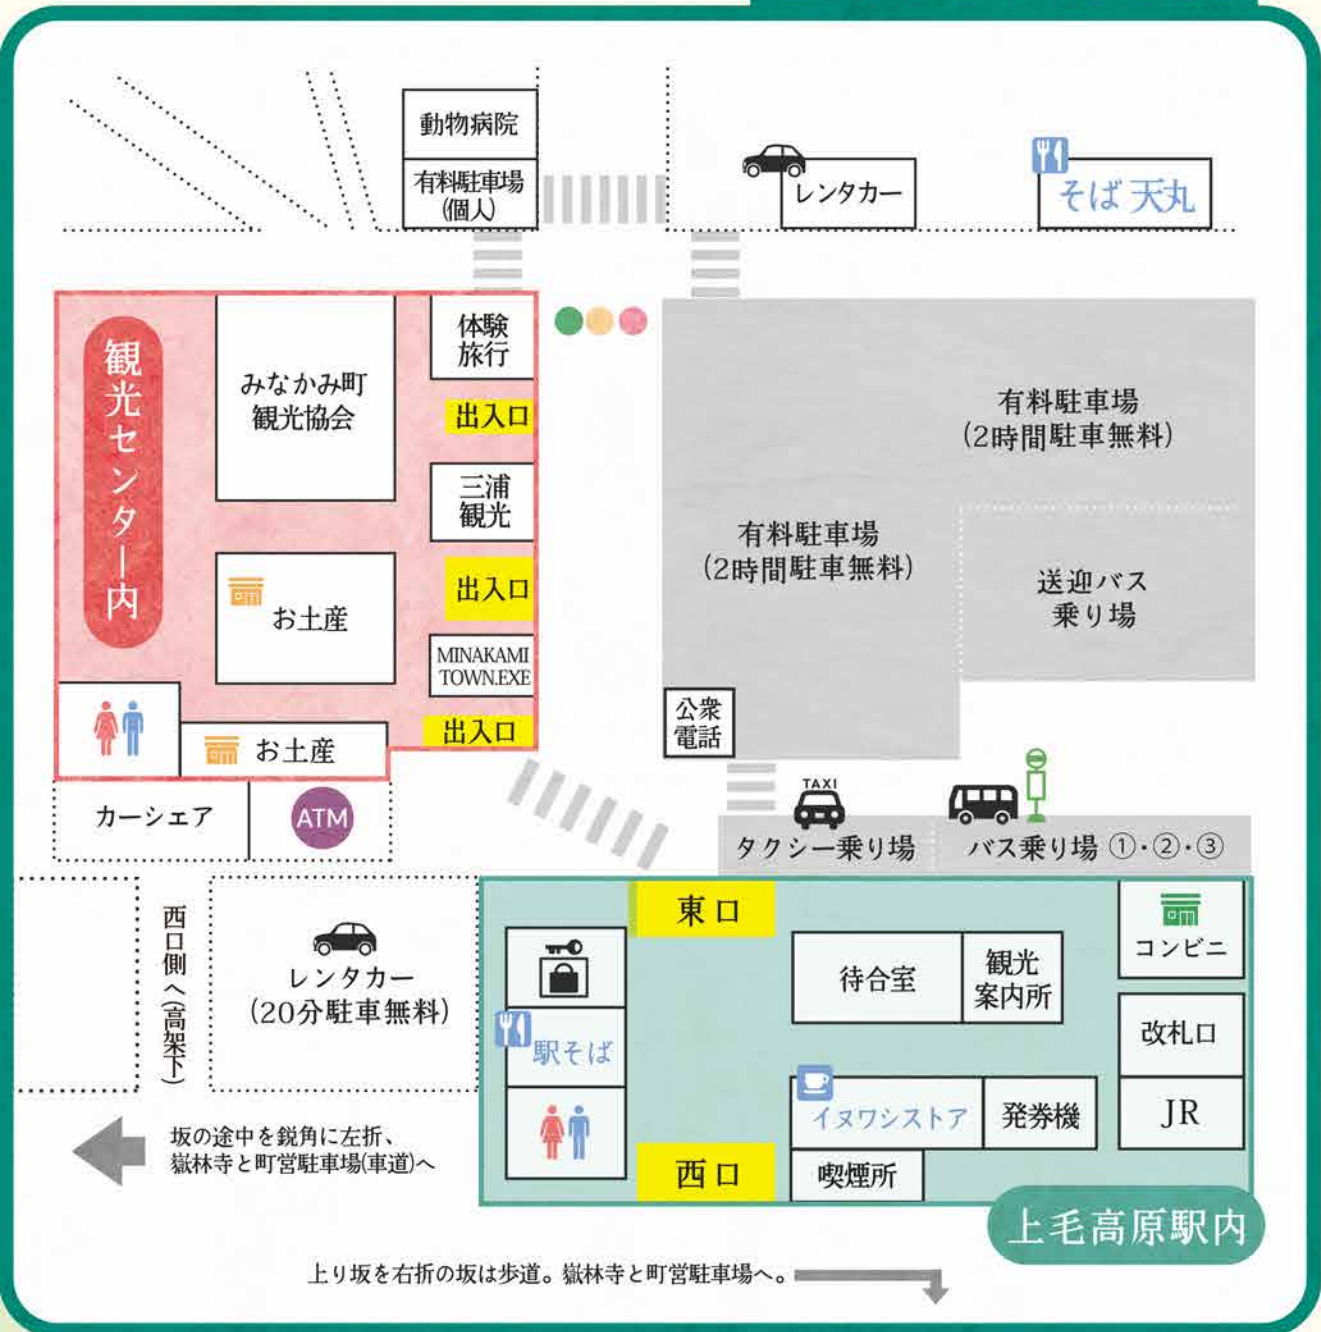 動物病院
有料駐車場
(個人)
レンタカー
そば 天丸
観光センター内
みなかみ町
観光協会
体験
旅行
出入口
三浦
観光
出入口
お土産
MINAKAMI
TOWN.EXE
出入口
お土産
カーシェア
ATM
有料駐車場
(2時間駐車無料)
有料駐車場
(2時間駐車無料)
送迎バス
乗り場
公衆
電話
TAXI
タクシー乗り場
バス乗り場 ①・②・③
西口側へ(高架下)
レンタカー
(20分駐車無料)
東口
駅そば
待合室
観光
案内所
コンビニ
改札口
JR
イヌワシストア
発券機
喫煙所
西口
上毛高原駅内
坂の途中を鋭角に左折、
嶽林寺と町営駐車場(車道)へ
上り坂を右折の坂は歩道。嶽林寺と町営駐車場へ。